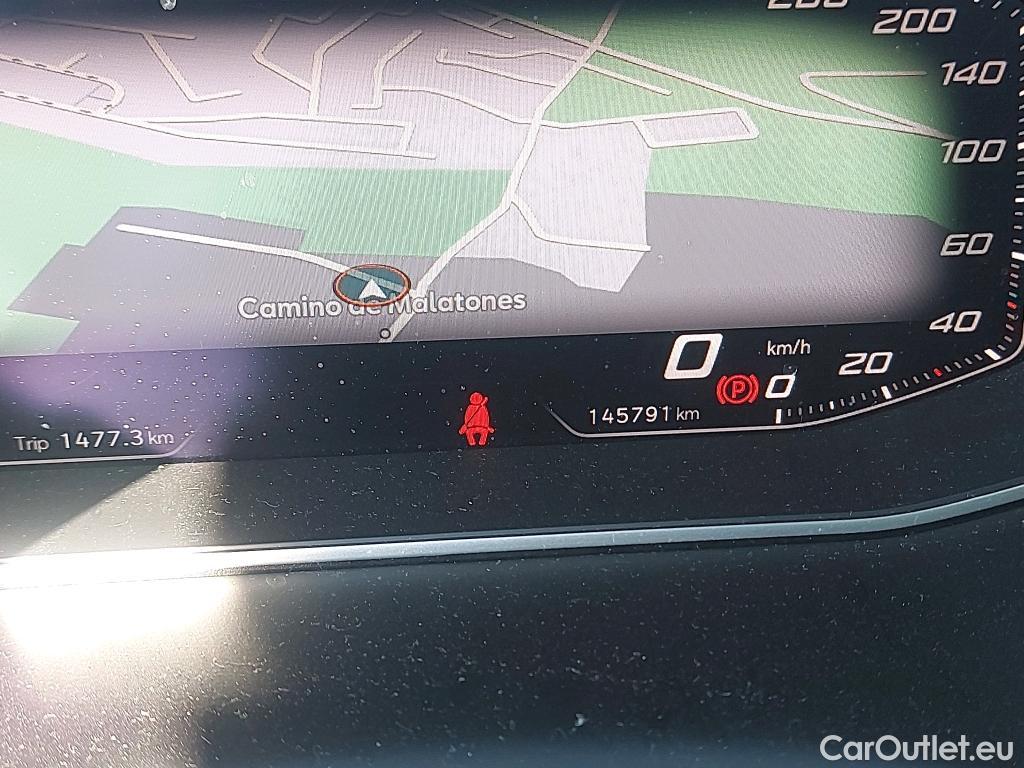 200
140
100
60
40
20
0
Camino de Malatones
0 km/h
P
145791 km
Trip 1477.3 km
CarOutlet.eu